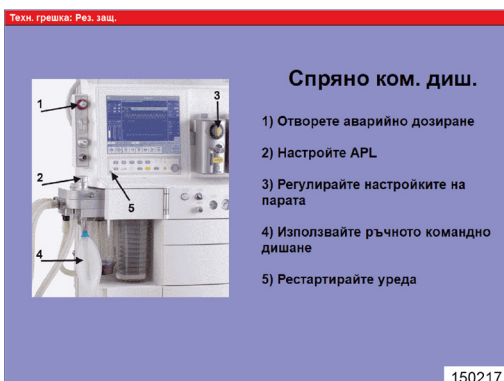 Техн. грешка: Рез. защ.
Спряно ком. диш.
1) Отворете аварийно дозиране
2) Настройте APL
3) Регулирайте настройките на
парата
4) Използвайте ръчното командно
дишане
5) Рестартирайте уреда
1
2
3
4
5
150217